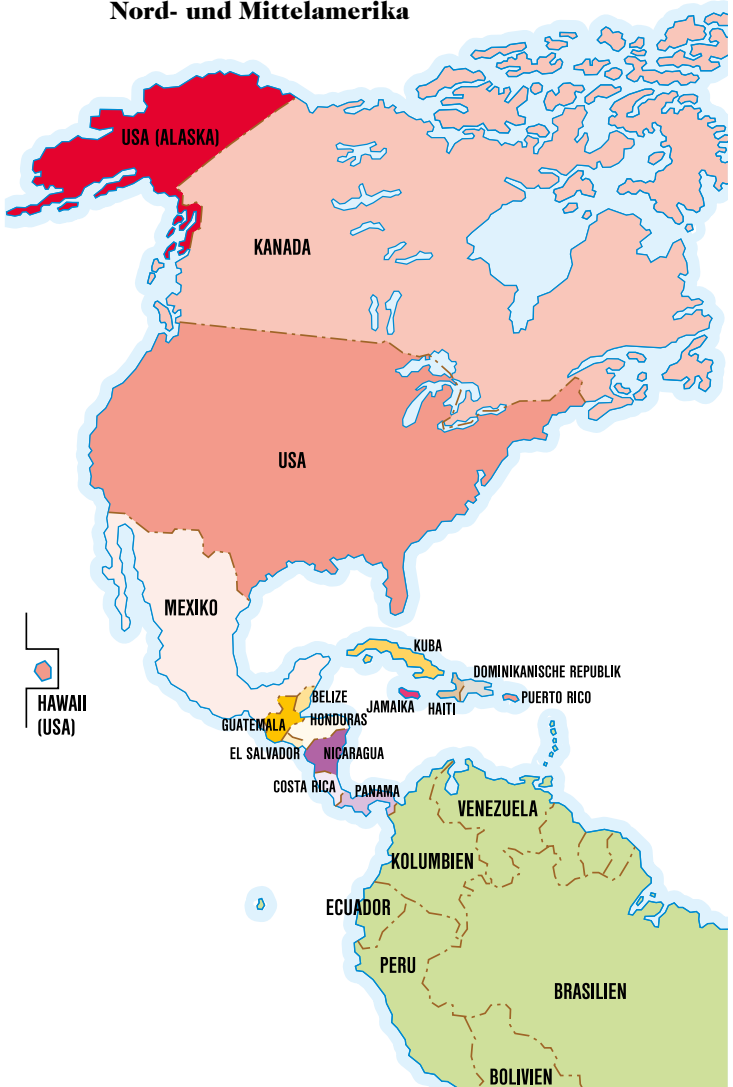 Nord- und Mittelamerika
USA (ALASKA)
KANADA
USA
MEXIKO
KUBA
DOMINIKANISCHE REPUBLIK
HAWAII
(USA)
BELIZE
JAMAIKA
HAITI
PUERTO RICO
GUATEMALA
HONDURAS
EL SALVADOR
NICARAGUA
COSTA RICA
PANAMA
VENEZUELA
KOLUMBIEN
ECUADOR
PERU
BRASILIEN
BOLIVIEN